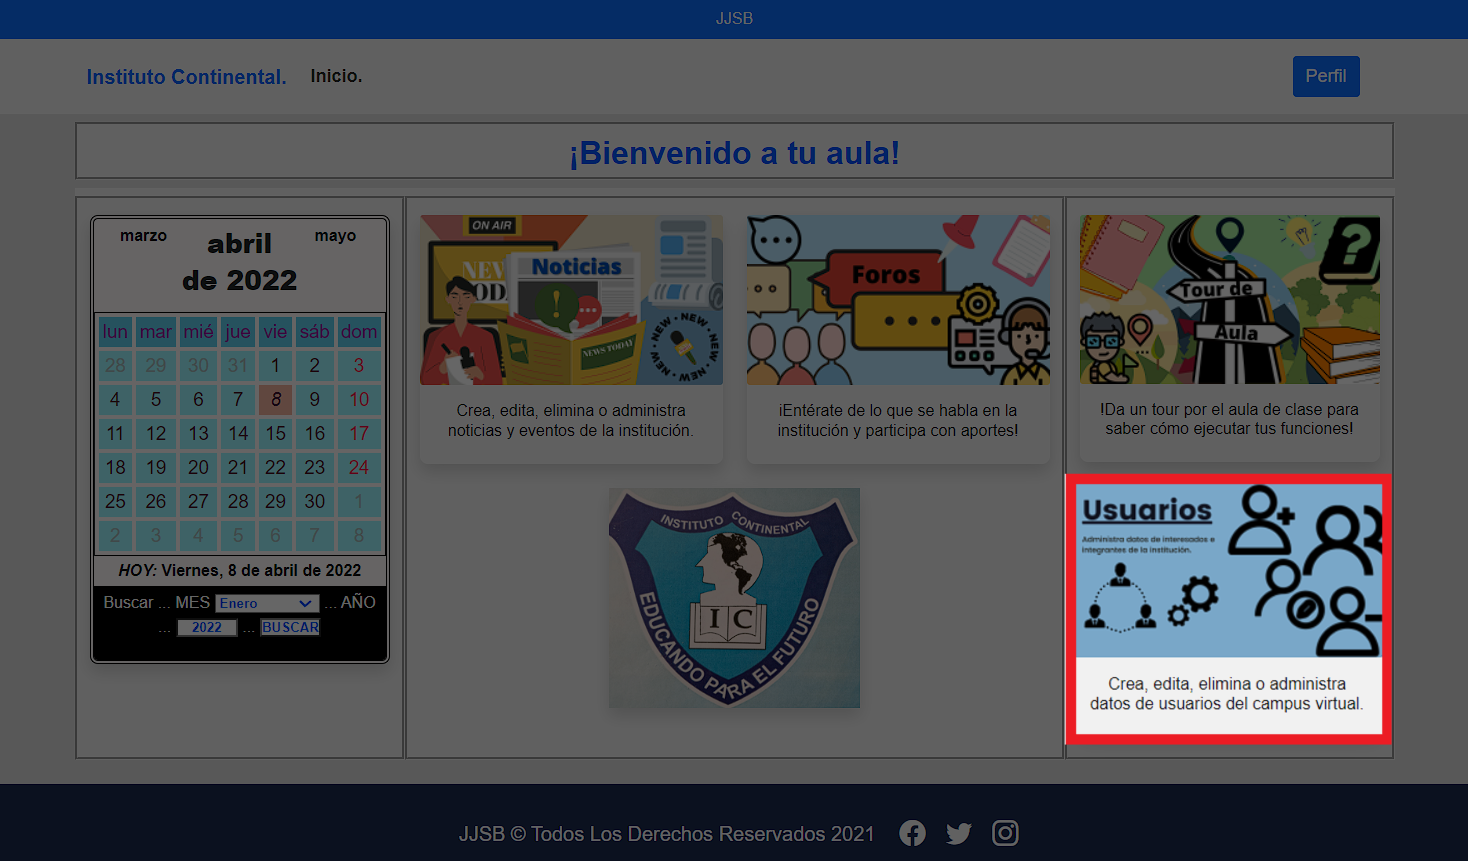 JJSB
Instituto Continental.
Inicio.
Perfil
¡Bienvenido a tu aula!
marzo
abril
de 2022
mayo
lun mar mié jue vie sáb dom
28 29 30 31 1 2 3
4 5 6 7 8 9 10
11 12 13 14 15 16 17
18 19 20 21 22 23 24
25 26 27 28 29 30 1
2 3 4 5 6 7 8
HOY: Viernes, 8 de abril de 2022
Buscar ... MES Enero ... AÑO
... 2022 ... BUSCAR
ON AIR
Noticias
NEWS TODAY
NEW NEW NEW NEW
Crea, edita, elimina o administra
noticias y eventos de la institución.
Foros
¡Entérate de lo que se habla en la
institución y participa con aportes!
INSTITUTO CONTINENTAL
IC
EDUCANDO PARA EL FUTURO
Tour de
Aula
!Da un tour por el aula de clase para
saber cómo ejecutar tus funciones!
Usuarios
Administra datos de interesados e
integrantes de la institución.
Crea, edita, elimina o administra
datos de usuarios del campus virtual.
JJSB © Todos Los Derechos Reservados 2021